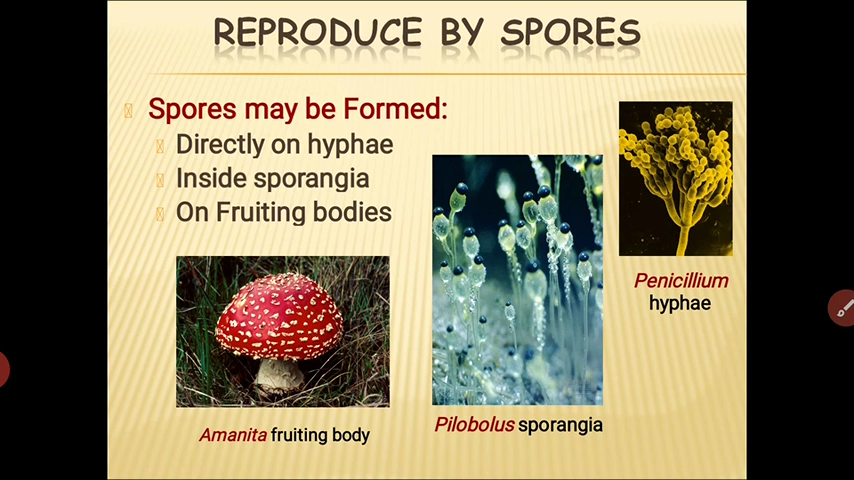 REPRODUCE BY SPORES
Spores may be Formed:
Directly on hyphae
Inside sporangia
On Fruiting bodies
Penicillium
hyphae
Pilobolus sporangia
Amanita fruiting body